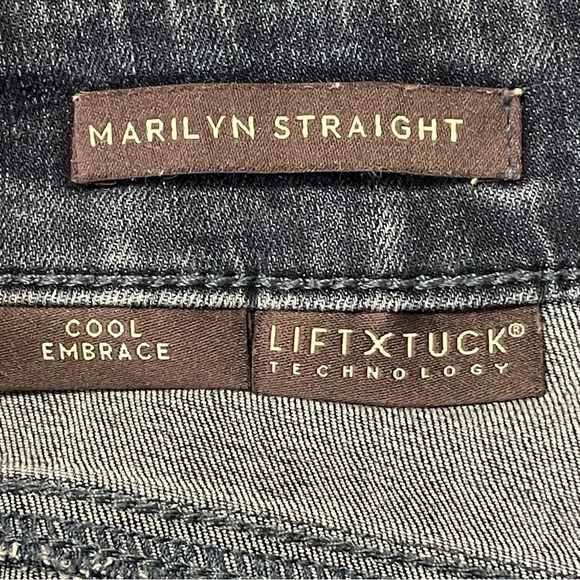 MARILYN STRAIGHT
COOL
EMBRACE
LIFTXTUCK®
TECHNOLOGY